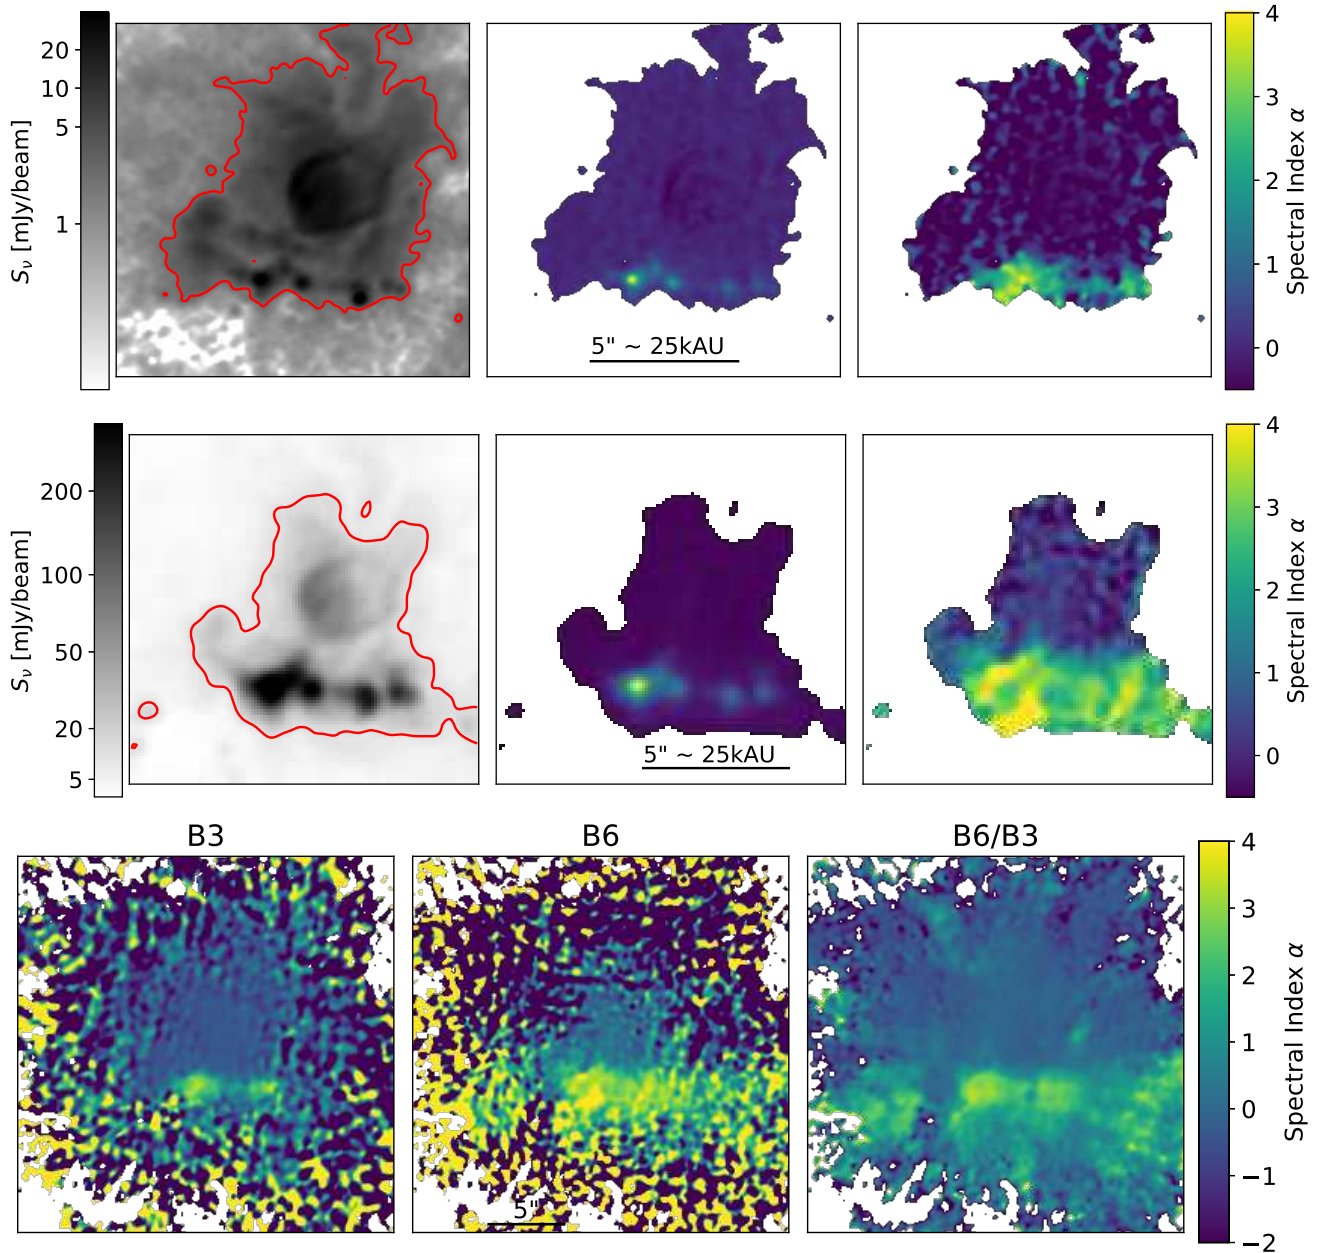 20
10
5
1
S_ν [mJy/beam]
5" ~ 25kAU
4
3
2
1
0
Spectral Index α
200
100
50
20
5
S_ν [mJy/beam]
5" ~ 25kAU
4
3
2
1
0
Spectral Index α
B3
B6
B6/B3
5"
4
3
2
1
0
−1
−2
Spectral Index α